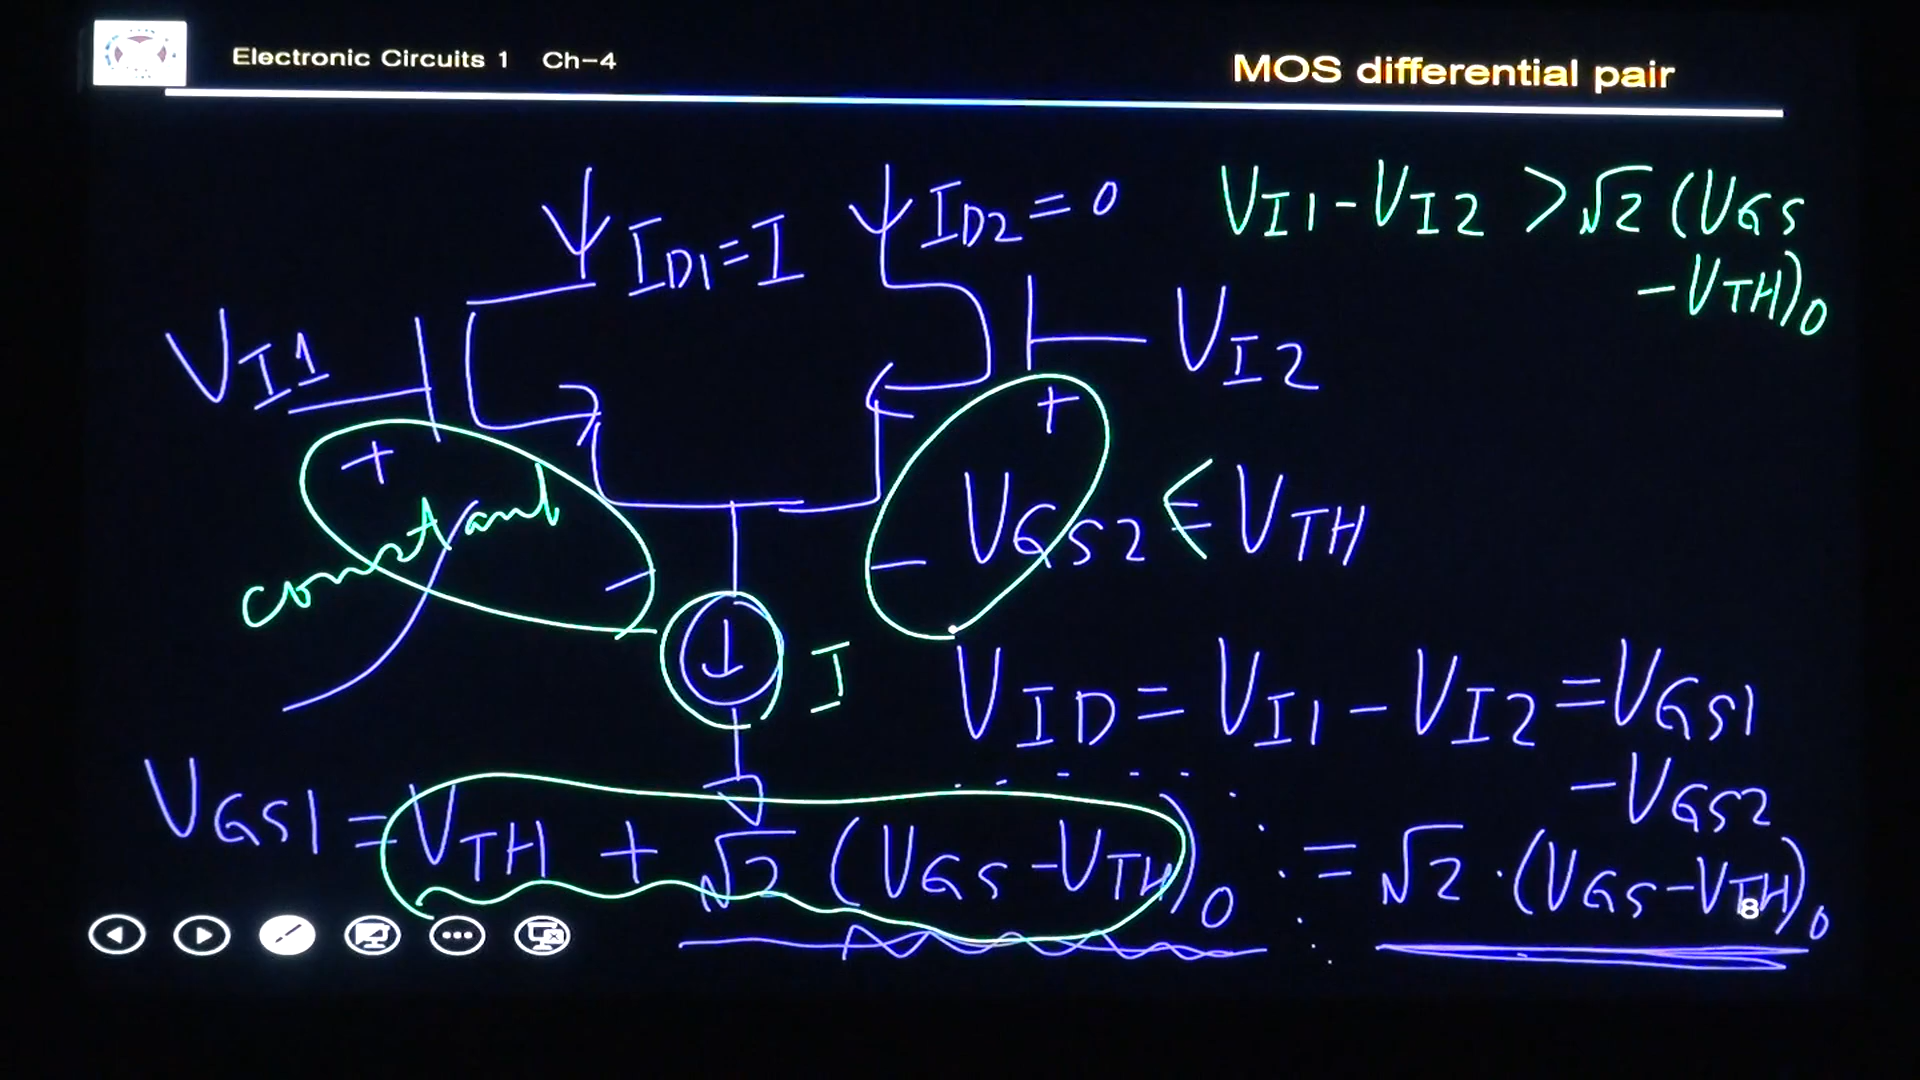 Electronic Circuits 1 Ch-4
MOS differential pair
VI1 - VI2 > √2 (VGS
- VTH)0
ID1 = I
ID2 = 0
VI1
VI2
+
+
constant
-
-
VGS2 ≤ VTH
I
VID = VI1 - VI2 = VGS1
- VGS2
VGS1 = VTH + √2 (VGS - VTH)0
= √2 · (VGS - VTH)0
8